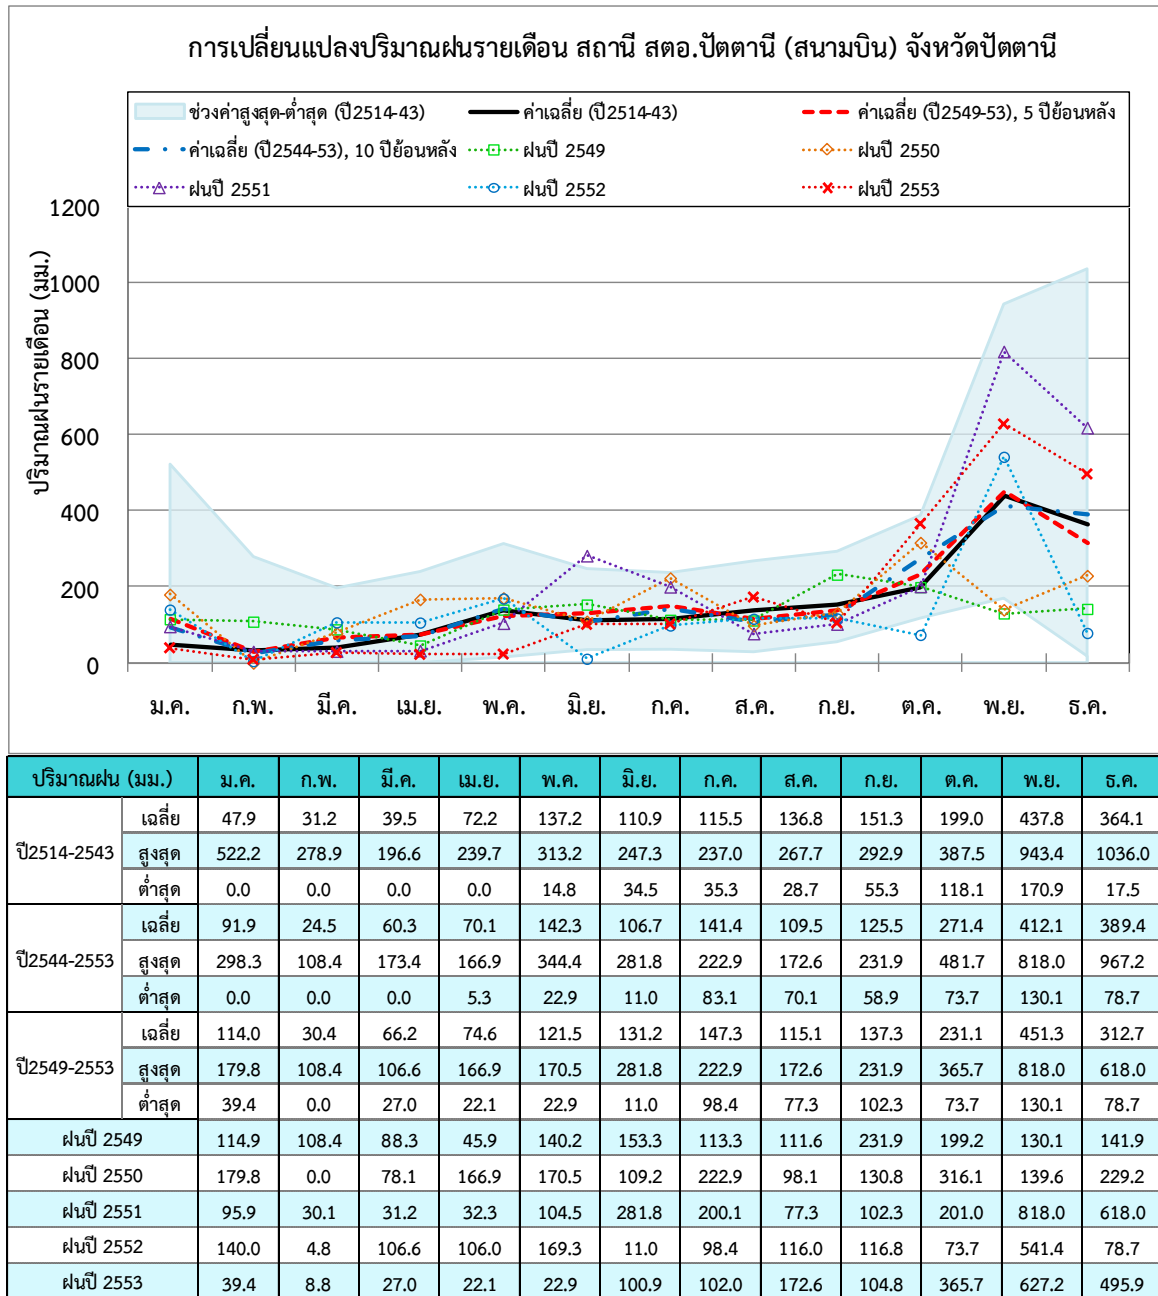 การเปลี่ยนแปลงปริมาณฝนรายเดือน สถานี สตอ.ปัตตานี (สนามบิน) จังหวัดปัตตานี
ช่วงค่าสูงสุด-ต่ำสุด (ปี2514-43) ค่าเฉลี่ย (ปี2514-43) ค่าเฉลี่ย (ปี2549-53), 5 ปีย้อนหลัง
ค่าเฉลี่ย (ปี2544-53), 10 ปีย้อนหลัง ฝนปี 2549 ฝนปี 2550
ฝนปี 2551 ฝนปี 2552 ฝนปี 2553
ปริมาณฝนรายเดือน (มม.)
1200
1000
800
600
400
200
0
ม.ค. ก.พ. มี.ค. เม.ย. พ.ค. มิ.ย. ก.ค. ส.ค. ก.ย. ต.ค. พ.ย. ธ.ค.
ปริมาณฝน (มม.) ม.ค. ก.พ. มี.ค. เม.ย. พ.ค. มิ.ย. ก.ค. ส.ค. ก.ย. ต.ค. พ.ย. ธ.ค.
ปี2514-2543
เฉลี่ย 47.9 31.2 39.5 72.2 137.2 110.9 115.5 136.8 151.3 199.0 437.8 364.1
สูงสุด 522.2 278.9 196.6 239.7 313.2 247.3 237.0 267.7 292.9 387.5 943.4 1036.0
ต่ำสุด 0.0 0.0 0.0 0.0 14.8 34.5 35.3 28.7 55.3 118.1 170.9 17.5
ปี2544-2553
เฉลี่ย 91.9 24.5 60.3 70.1 142.3 106.7 141.4 109.5 125.5 271.4 412.1 389.4
สูงสุด 298.3 108.4 173.4 166.9 344.4 281.8 222.9 172.6 231.9 481.7 818.0 967.2
ต่ำสุด 0.0 0.0 0.0 5.3 22.9 11.0 83.1 70.1 58.9 73.7 130.1 78.7
ปี2549-2553
เฉลี่ย 114.0 30.4 66.2 74.6 121.5 131.2 147.3 115.1 137.3 231.1 451.3 312.7
สูงสุด 179.8 108.4 106.6 166.9 170.5 281.8 222.9 172.6 231.9 365.7 818.0 618.0
ต่ำสุด 39.4 0.0 27.0 22.1 22.9 11.0 98.4 77.3 102.3 73.7 130.1 78.7
ฝนปี 2549 114.9 108.4 88.3 45.9 140.2 153.3 113.3 111.6 231.9 199.2 130.1 141.9
ฝนปี 2550 179.8 0.0 78.1 166.9 170.5 109.2 222.9 98.1 130.8 316.1 139.6 229.2
ฝนปี 2551 95.9 30.1 31.2 32.3 104.5 281.8 200.1 77.3 102.3 201.0 818.0 618.0
ฝนปี 2552 140.0 4.8 106.6 106.0 169.3 11.0 98.4 116.0 116.8 73.7 541.4 78.7
ฝนปี 2553 39.4 8.8 27.0 22.1 22.9 100.9 102.0 172.6 104.8 365.7 627.2 495.9